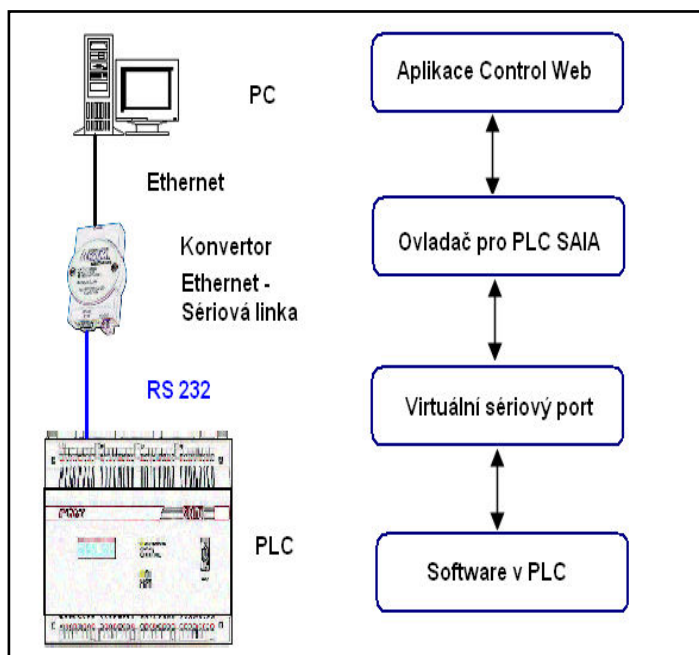 PC
Ethernet
Konvertor
Ethernet -
Sériová linka
RS 232
PLC
Aplikace Control Web
Ovladač pro PLC SAIA
Virtuální sériový port
Software v PLC